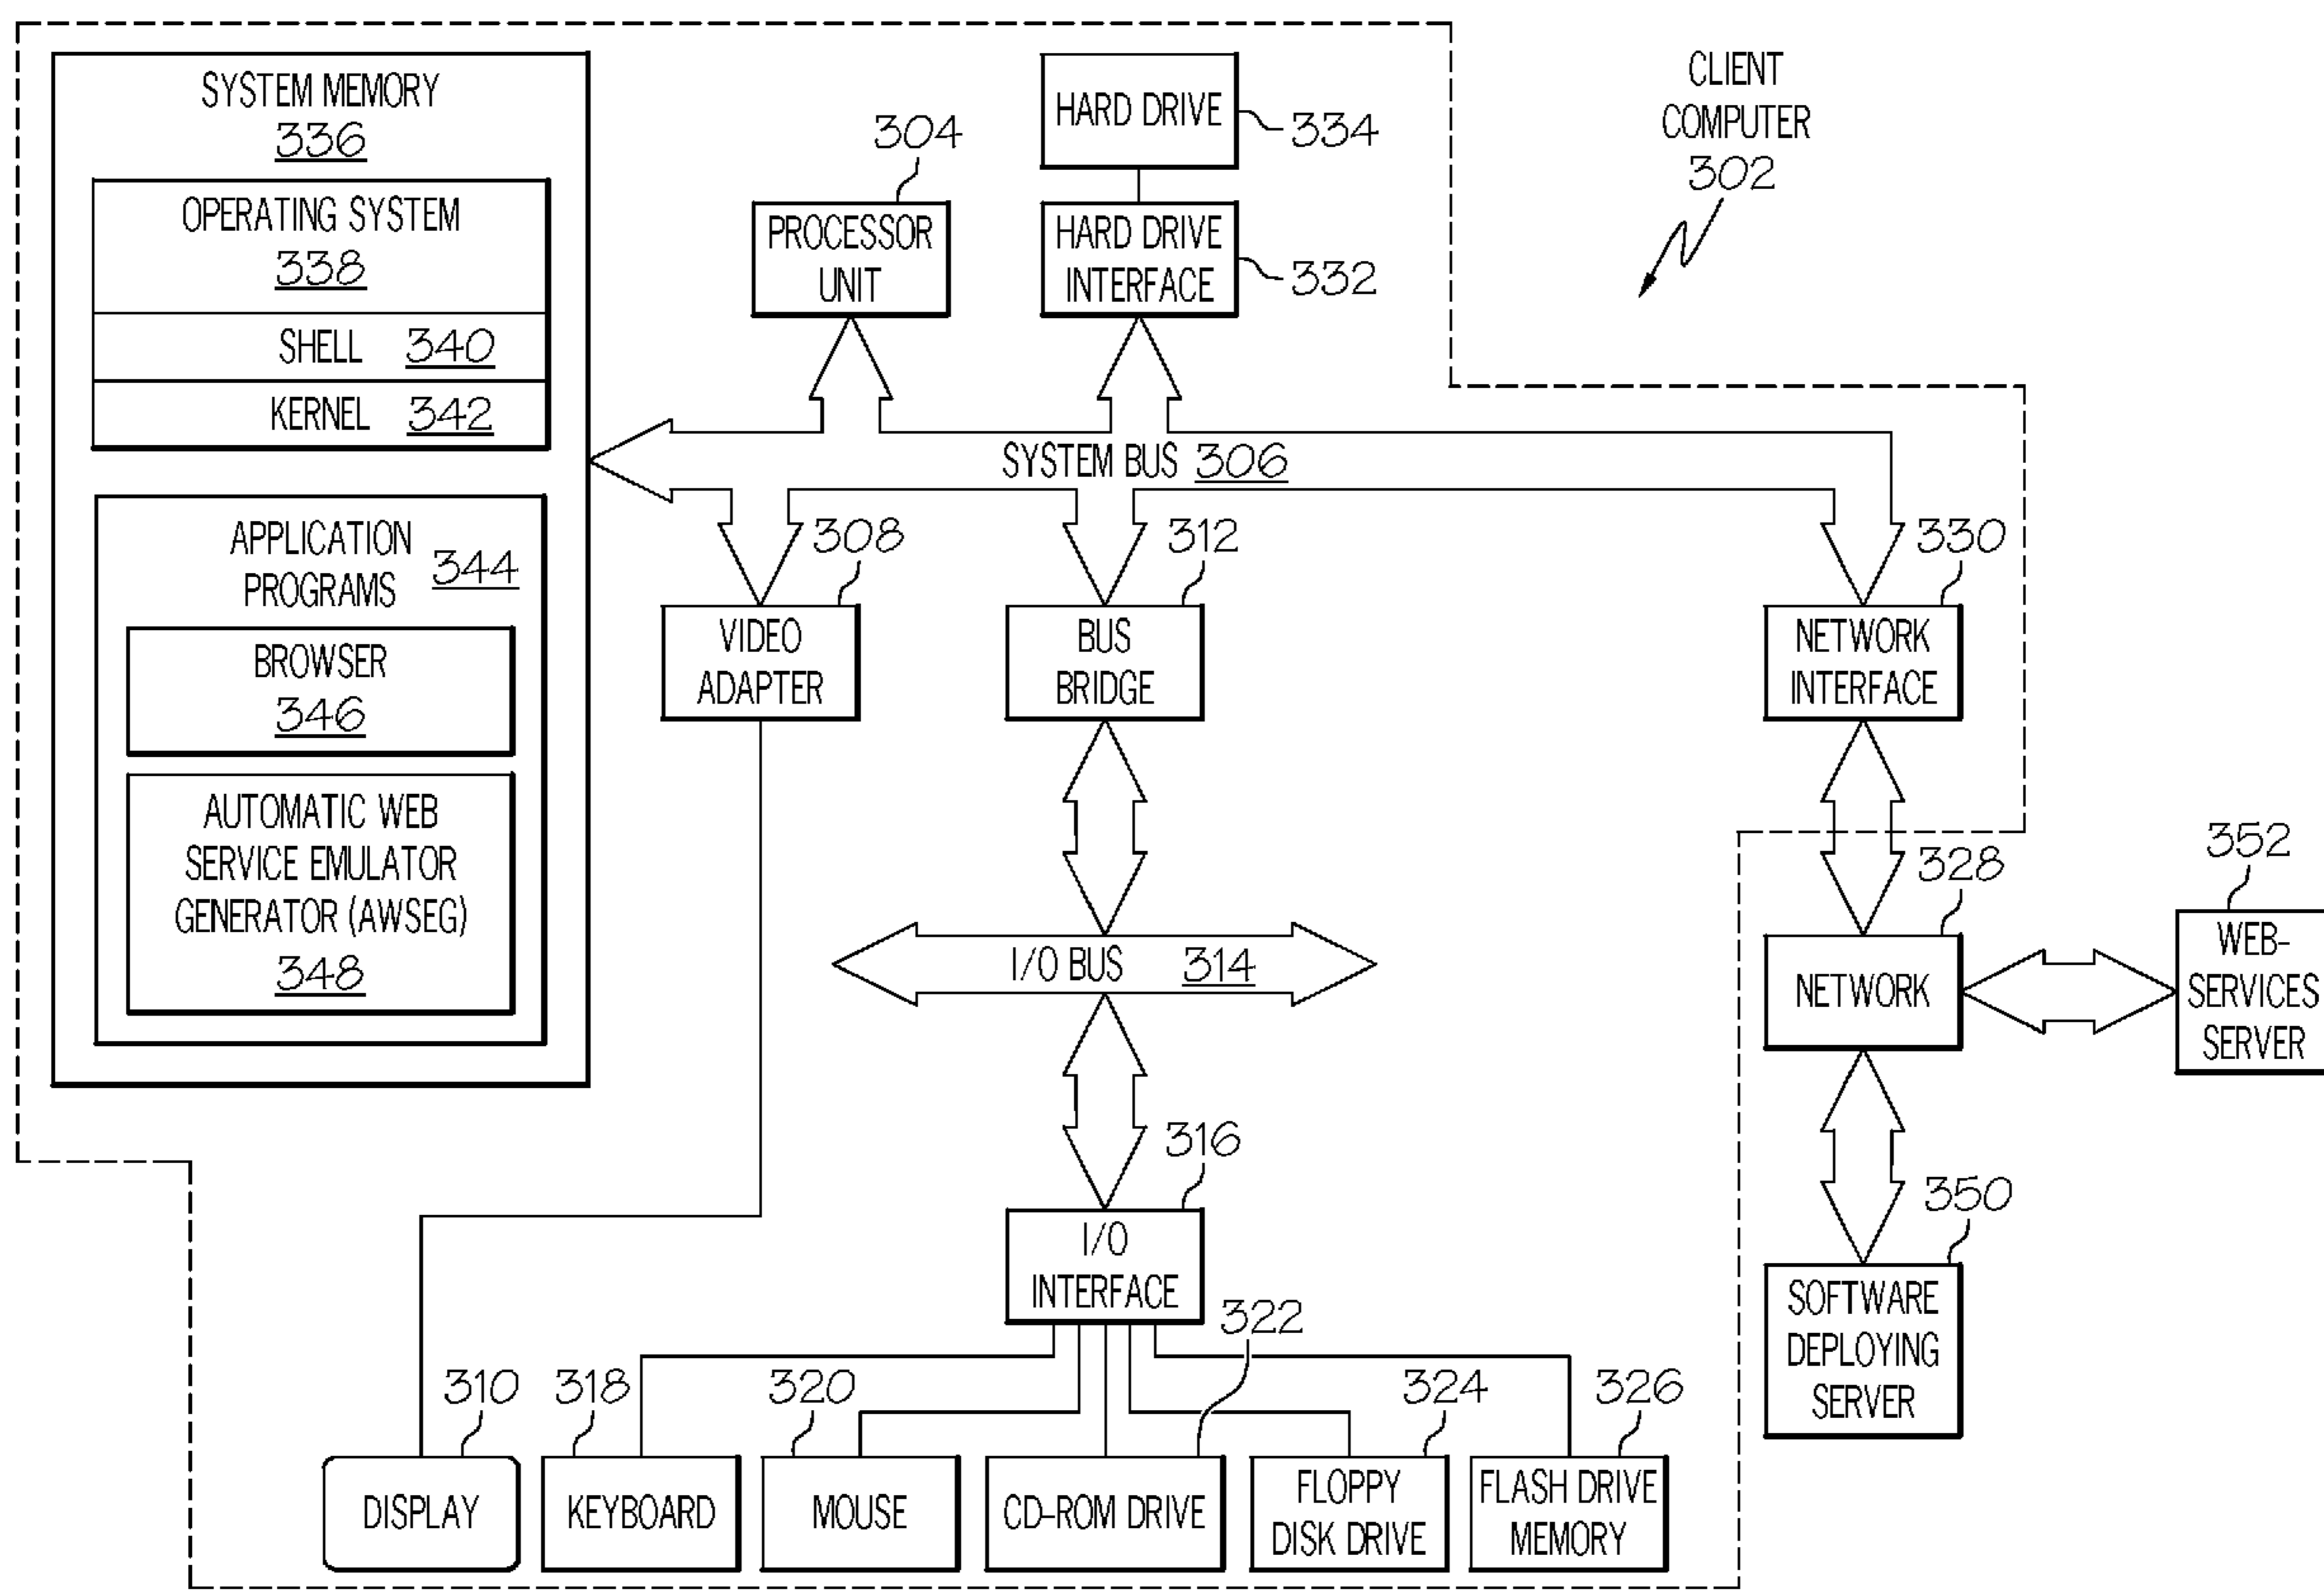 SYSTEM MEMORY
336
OPERATING SYSTEM
338
SHELL 340
KERNEL 342
APPLICATION
PROGRAMS
344
BROWSER
346
AUTOMATIC WEB
SERVICE EMULATOR
GENERATOR (AWSEG)
348
304
PROCESSOR
UNIT
HARD DRIVE
334
HARD DRIVE
INTERFACE
332
CLIENT
COMPUTER
302
SYSTEM BUS 306
308
VIDEO
ADAPTER
312
BUS
BRIDGE
330
NETWORK
INTERFACE
I/O BUS 314
328
NETWORK
352
WEB-
SERVICES
SERVER
316
I/O
INTERFACE
350
SOFTWARE
DEPLOYING
SERVER
310
DISPLAY
318
KEYBOARD
320
MOUSE
322
CD-ROM DRIVE
324
FLOPPY
DISK DRIVE
326
FLASH DRIVE
MEMORY